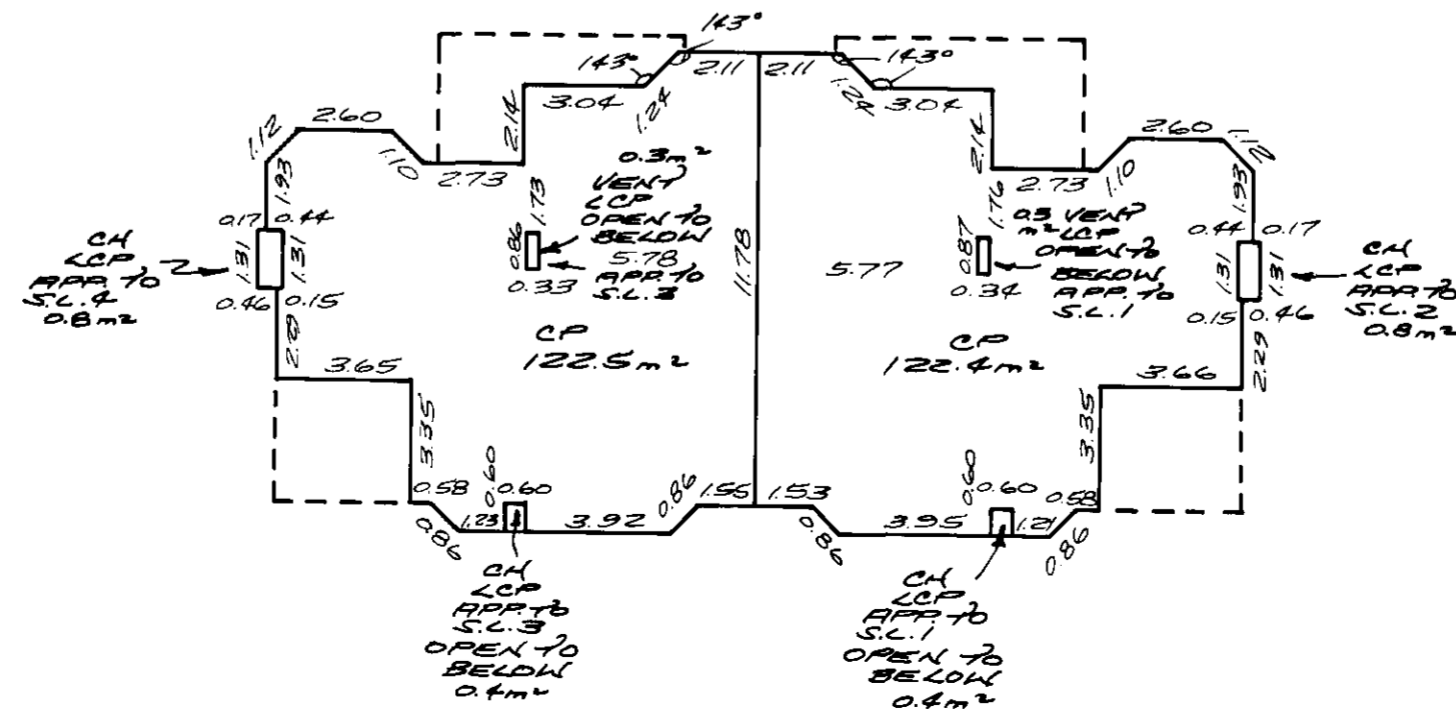 143°
143°
2.11
2.11
143°
143°
3.04
1.24
1.24
3.04
2.14
2.14
2.60
1.12
1.10
2.73
1.93
0.17
0.44
CH
LCP
APP. TO
S.L. 4
0.8m²
1.31
1.31
0.46
0.15
2.29
3.65
3.35
0.3m²
VENT
LCP
OPEN TO
BELOW
5.78
APP. TO
S.L. 3
1.73
0.86
0.33
CP
122.5m²
11.78
5.77
CP
122.4m²
1.76
0.87
0.34
0.3 VENT
m² LCP
OPEN TO
BELOW
APP. TO
S.L. 1
2.73
1.10
2.60
1.12
1.93
0.44
0.17
1.31
1.31
CH
LCP
APP. TO
S.L. 2
0.8m²
0.15
0.46
2.29
3.66
3.35
0.58
0.60
0.60
0.86
1.23
3.92
0.86
1.55
1.53
0.86
3.95
0.60
0.60
1.24
0.58
0.86
CH
LCP
APP. TO
S.L. 3
OPEN TO
BELOW
0.4m²
CH
LCP
APP. TO
S.L. 1
OPEN TO
BELOW
0.4m²